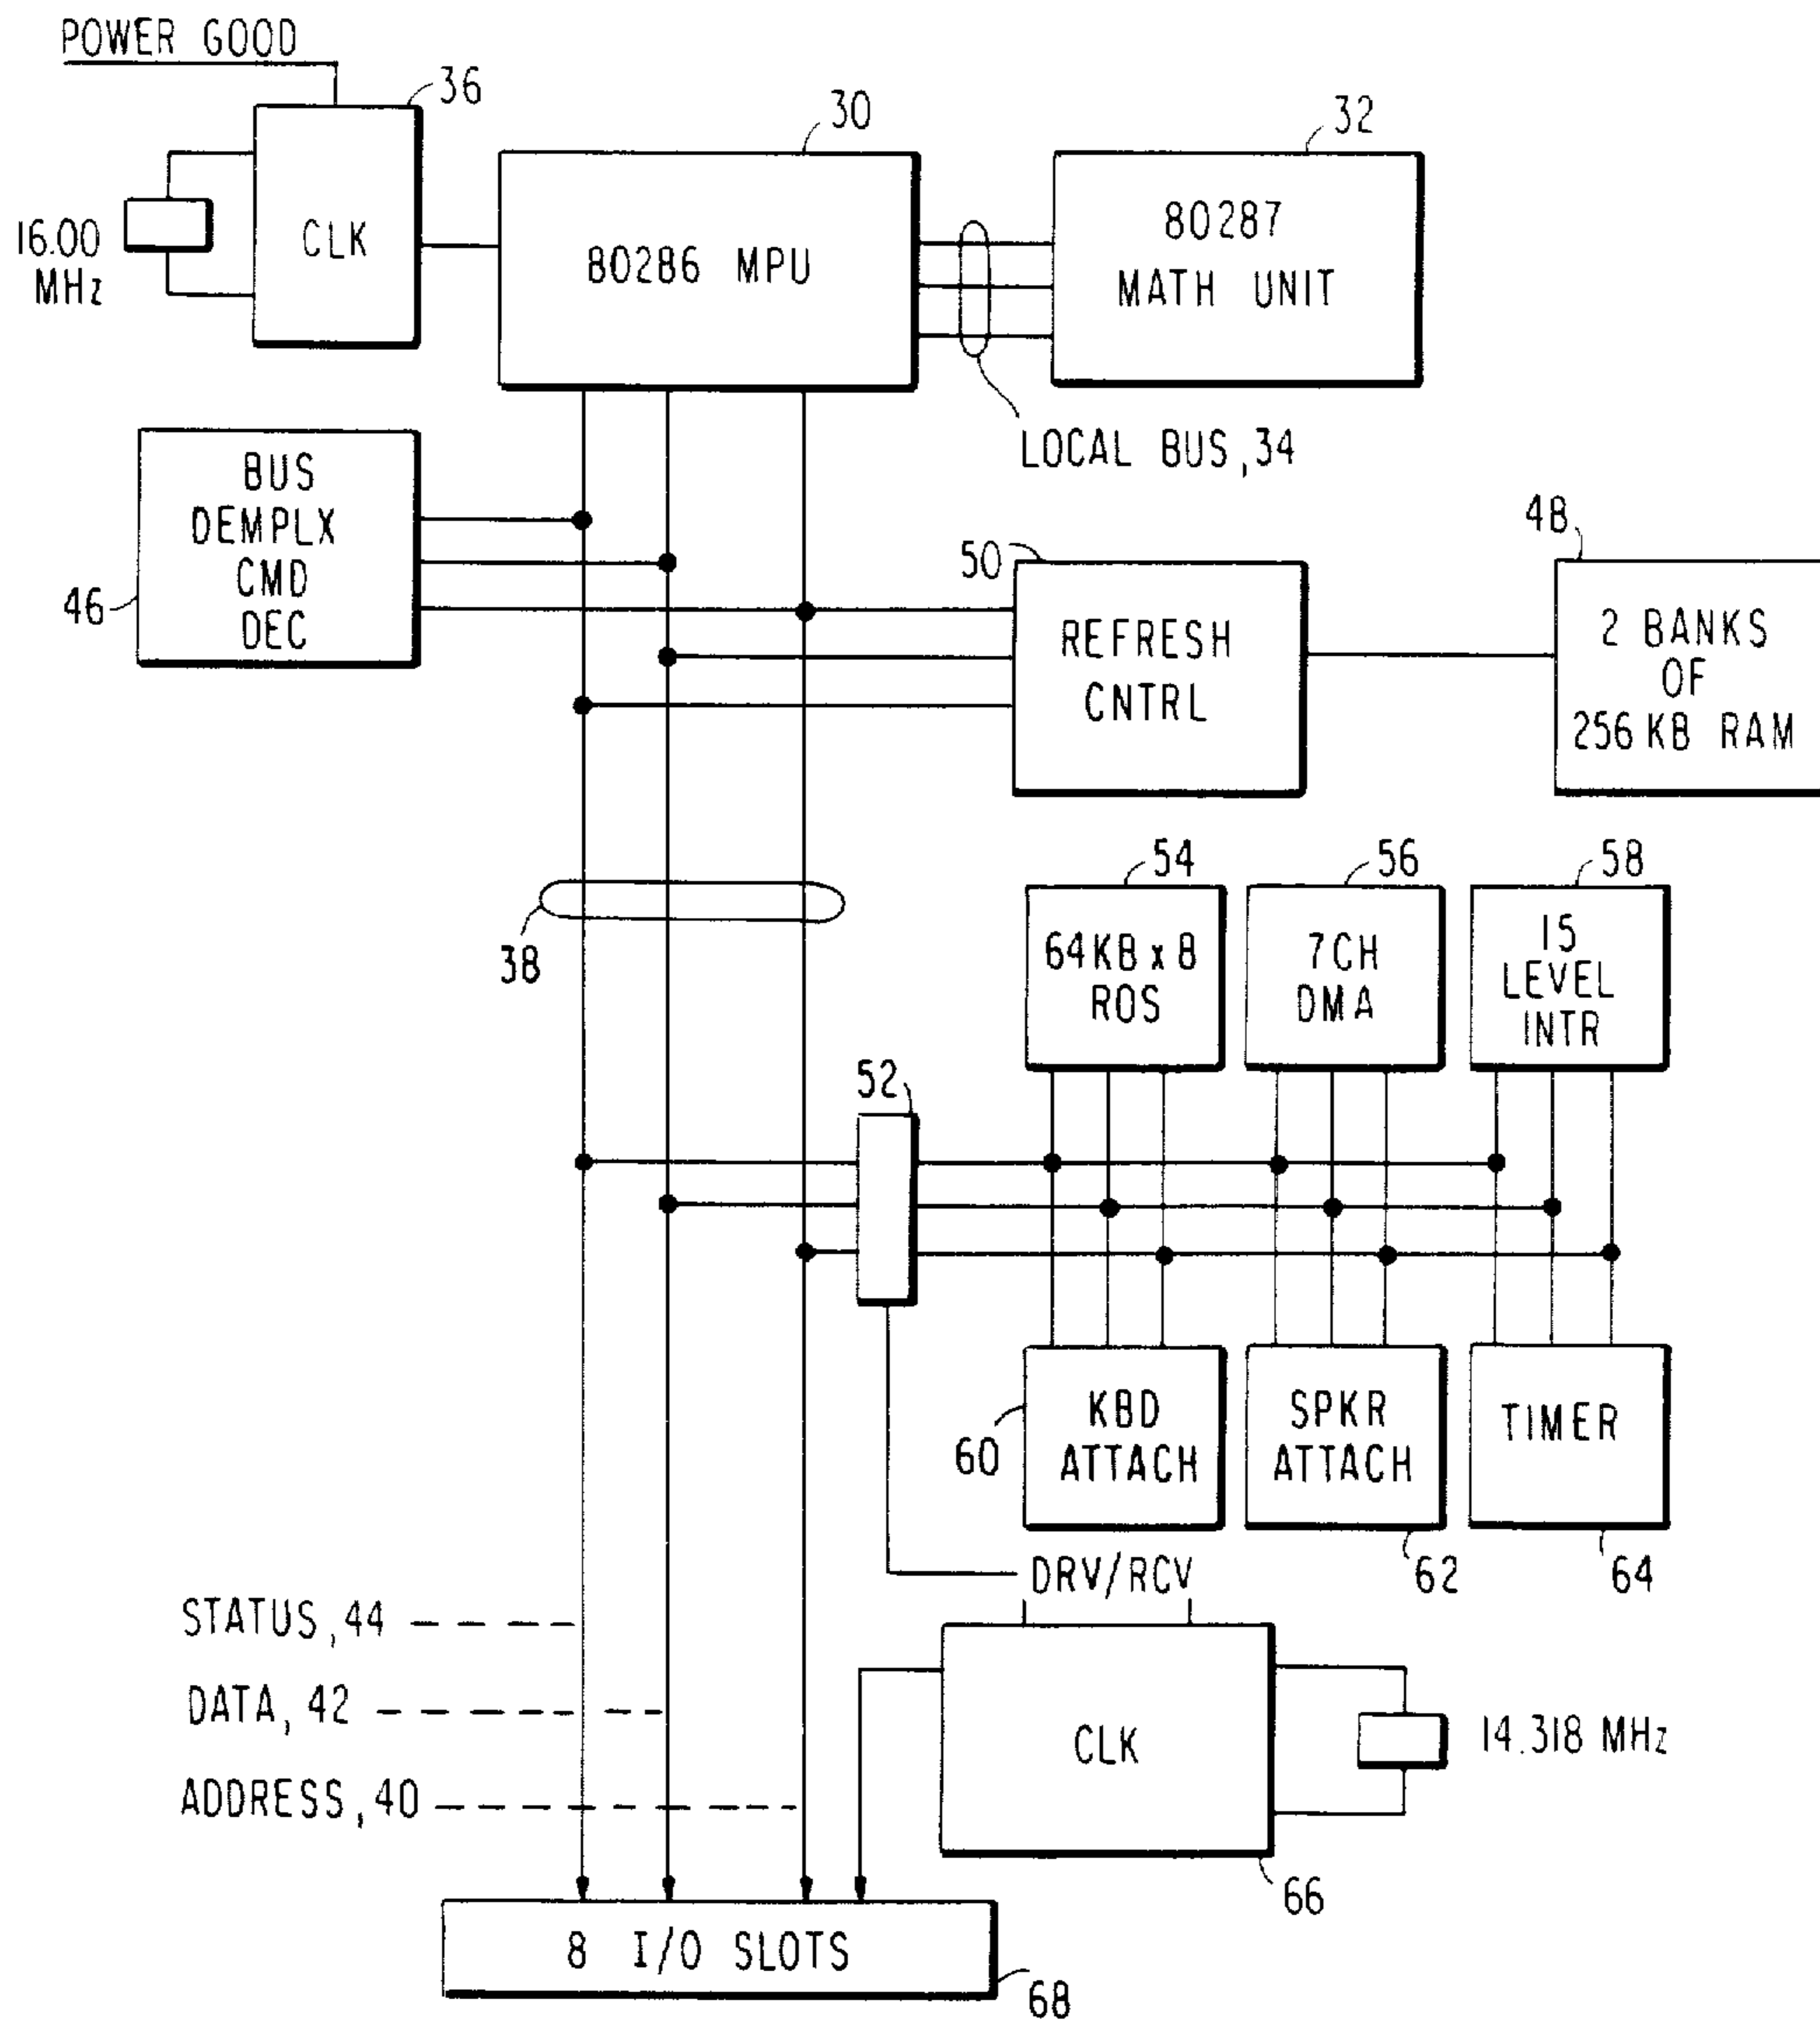 POWER GOOD
36
30
32
16.00
MHz
CLK
80286 MPU
80287
MATH UNIT
LOCAL BUS, 34
BUS
DEMPLX
CMD
DEC
46
50
REFRESH
CNTRL
48
2 BANKS
OF
256 KB RAM
38
54
64KB x 8
ROS
56
7CH
DMA
58
15
LEVEL
INTR
52
60
KBD
ATTACH
SPKR
ATTACH
62
TIMER
64
DRV/RCV
STATUS, 44
DATA, 42
ADDRESS, 40
CLK
14.318 MHz
66
8 I/O SLOTS
68